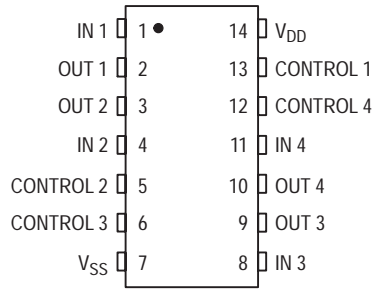 IN 1 1 14 VDD
OUT 1 2 13 CONTROL 1
OUT 2 3 12 CONTROL 4
IN 2 4 11 IN 4
CONTROL 2 5 10 OUT 4
CONTROL 3 6 9 OUT 3
VSS 7 8 IN 3